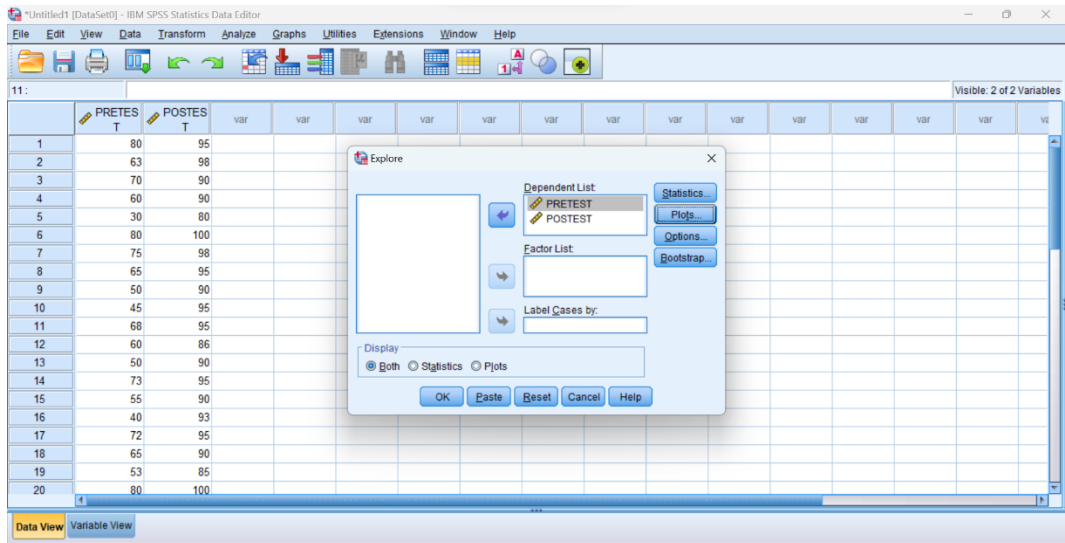 *Untitled1 [DataSet0] - IBM SPSS Statistics Data Editor
File Edit View Data Transform Analyze Graphs Utilities Extensions Window Help
11 :
Visible: 2 of 2 Variables
PRETES
T POSTES
T var var var var var var var var var var var var var va
1 80 95
2 63 98
3 70 90
4 60 90
5 30 80
6 80 100
7 75 98
8 65 95
9 50 90
10 45 95
11 68 95
12 60 86
13 50 90
14 73 95
15 55 90
16 40 93
17 72 95
18 65 90
19 53 85
20 80 100
Explore
Dependent List:
PRETEST
POSTEST
Factor List:
Label Cases by:
Statistics...
Plots...
Options...
Bootstrap...
Display
Both Statistics Plots
OK Paste Reset Cancel Help
Data View Variable View